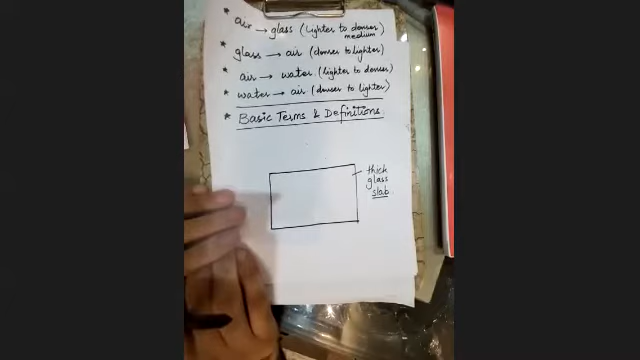 * air → glass (lighter to denser
medium)
* glass → air (denser to lighter)
* air → water (lighter to denser)
* water → air (denser to lighter)
* Basic Terms & Definitions.
thick
glass
slab